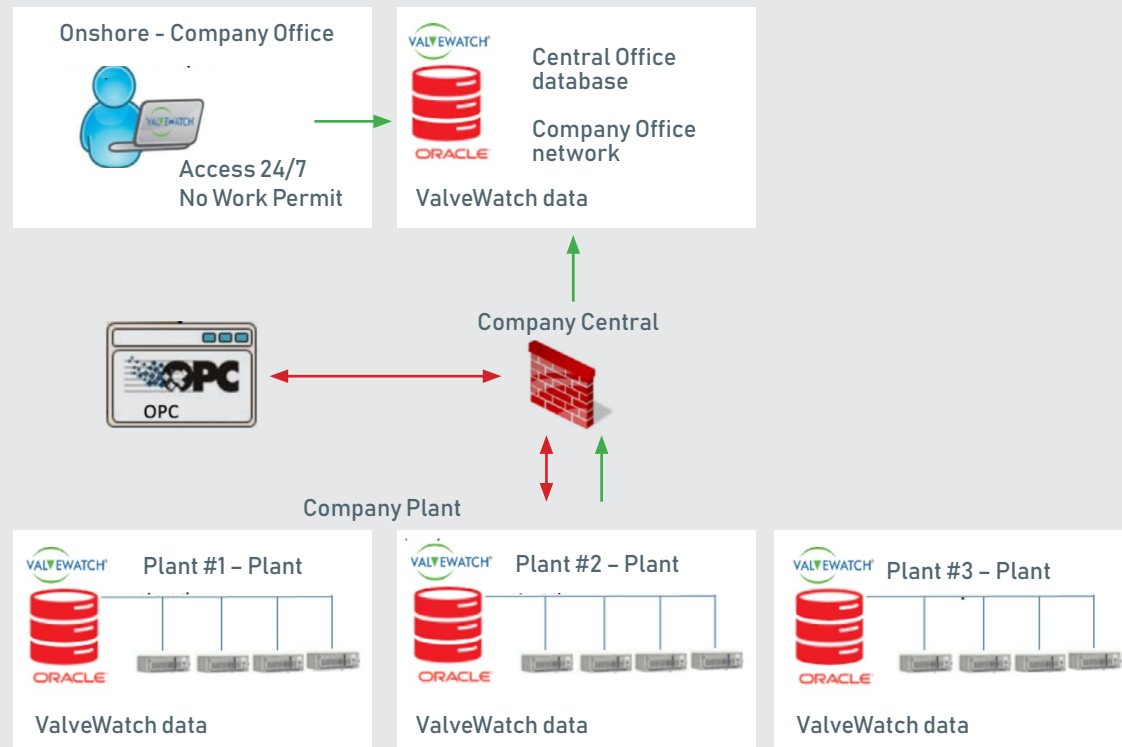 Onshore - Company Office
VALVEWATCH
Access 24/7
No Work Permit
VALVEWATCH®
ORACLE
Central Office
database
Company Office
network
ValveWatch data
Company Central
OPC
OPC
Company Plant
VALVEWATCH®
Plant #1 – Plant
ORACLE
ValveWatch data
VALVEWATCH®
Plant #2 – Plant
ORACLE
ValveWatch data
VALVEWATCH®
Plant #3 – Plant
ORACLE
ValveWatch data